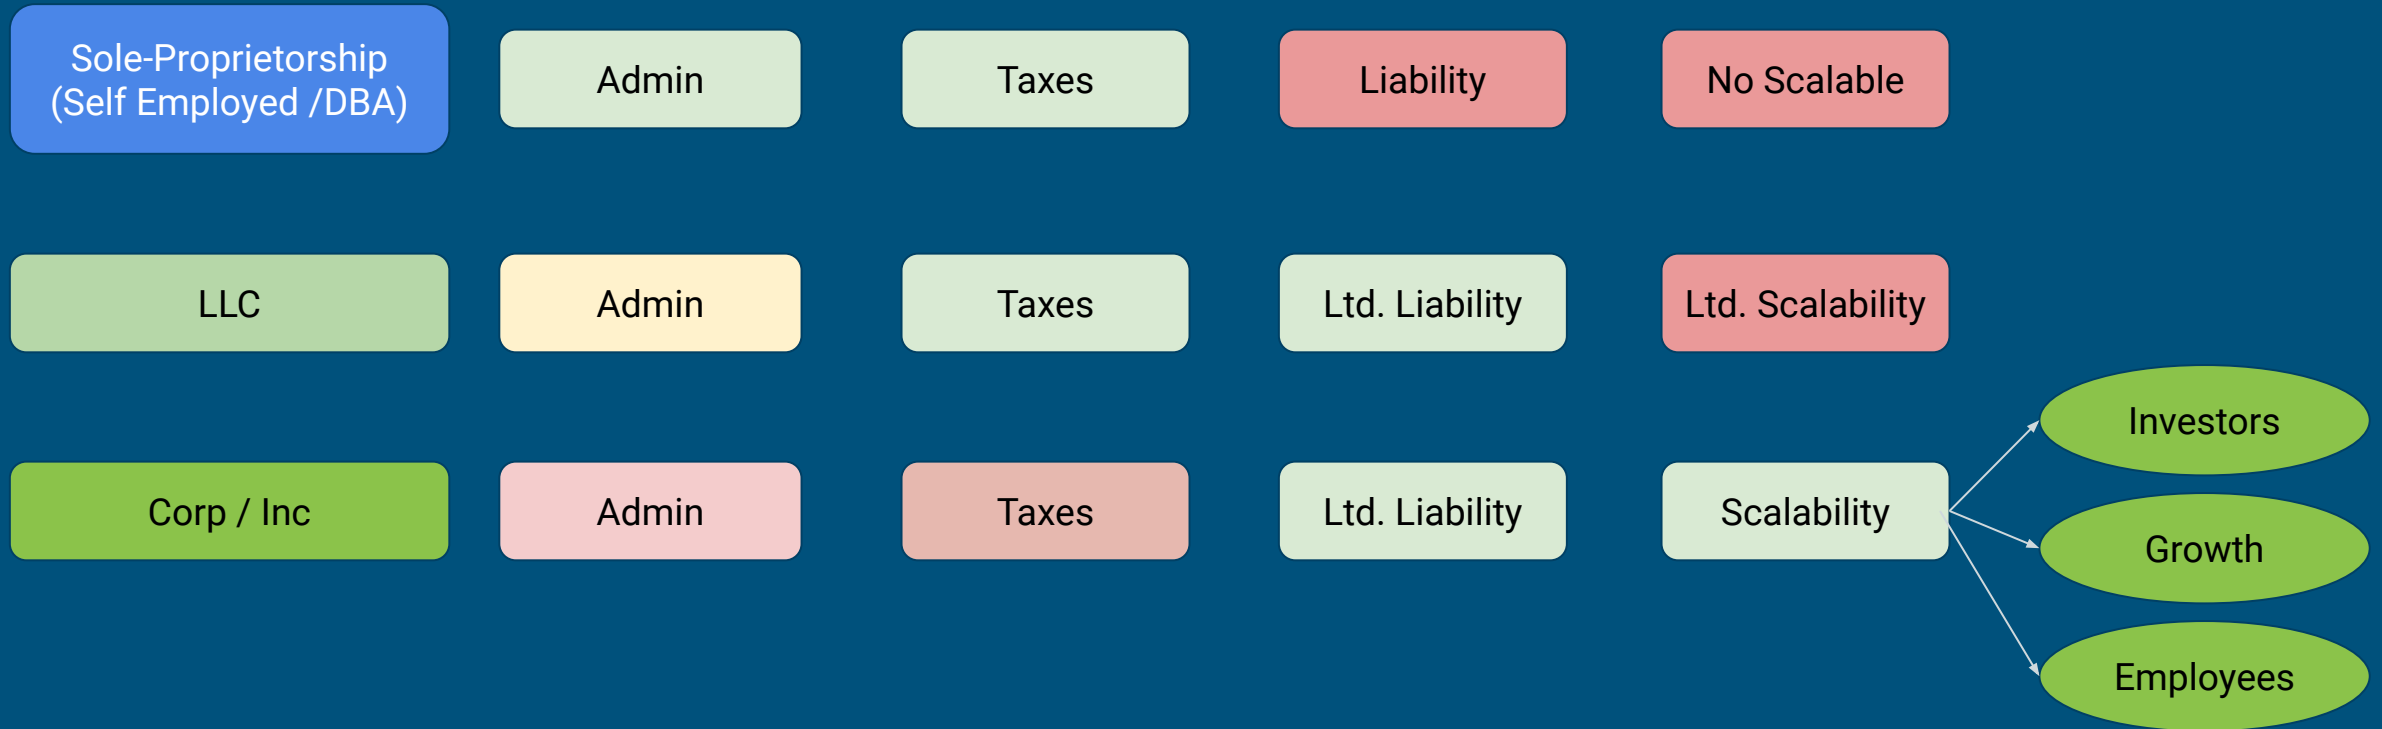 Sole-Proprietorship
(Self Employed /DBA)
Admin
Taxes
Liability
No Scalable
LLC
Admin
Taxes
Ltd. Liability
Ltd. Scalability
Corp / Inc
Admin
Taxes
Ltd. Liability
Scalability
Investors
Growth
Employees